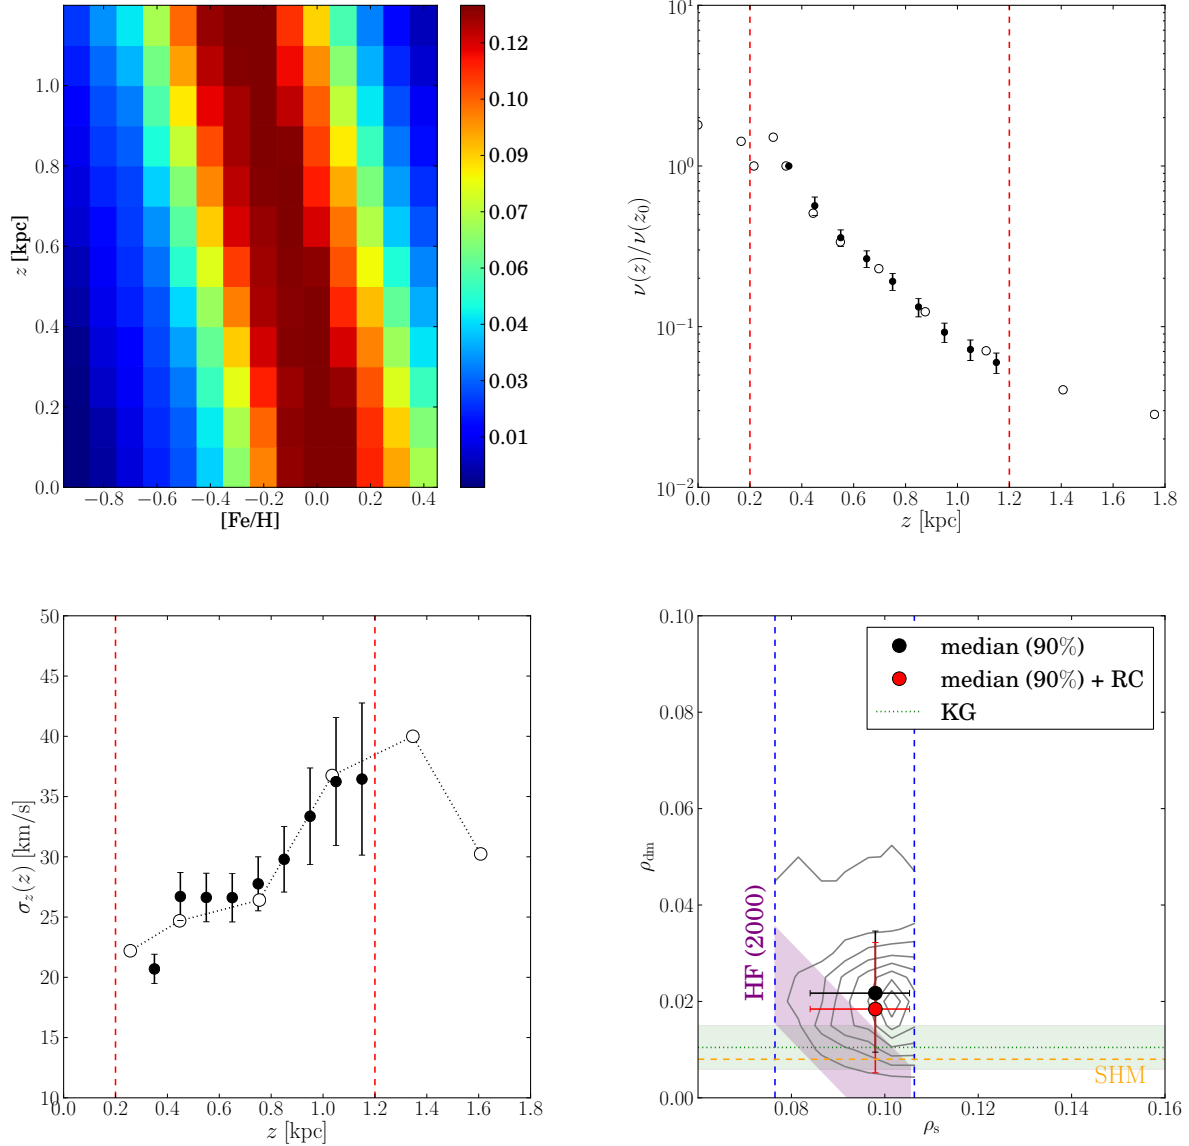 1.0
0.8
0.6
0.4
0.2
0.0
z [kpc]
−0.8 −0.6 −0.4 −0.2 0.0 0.2 0.4
[Fe/H]
0.12
0.10
0.09
0.07
0.06
0.04
0.03
0.01
10^1
10^0
10^−1
10^−2
ν(z)/ν(z_0)
0.0 0.2 0.4 0.6 0.8 1.0 1.2 1.4 1.6 1.8
z [kpc]
50
45
40
35
30
25
20
15
10
σ_z(z) [km/s]
0.0 0.2 0.4 0.6 0.8 1.0 1.2 1.4 1.6 1.8
z [kpc]
0.10
0.08
0.06
0.04
0.02
0.00
ρ_dm
median (90%)
median (90%) + RC
KG
HF (2000)
SHM
0.08 0.10 0.12 0.14 0.16
ρ_s